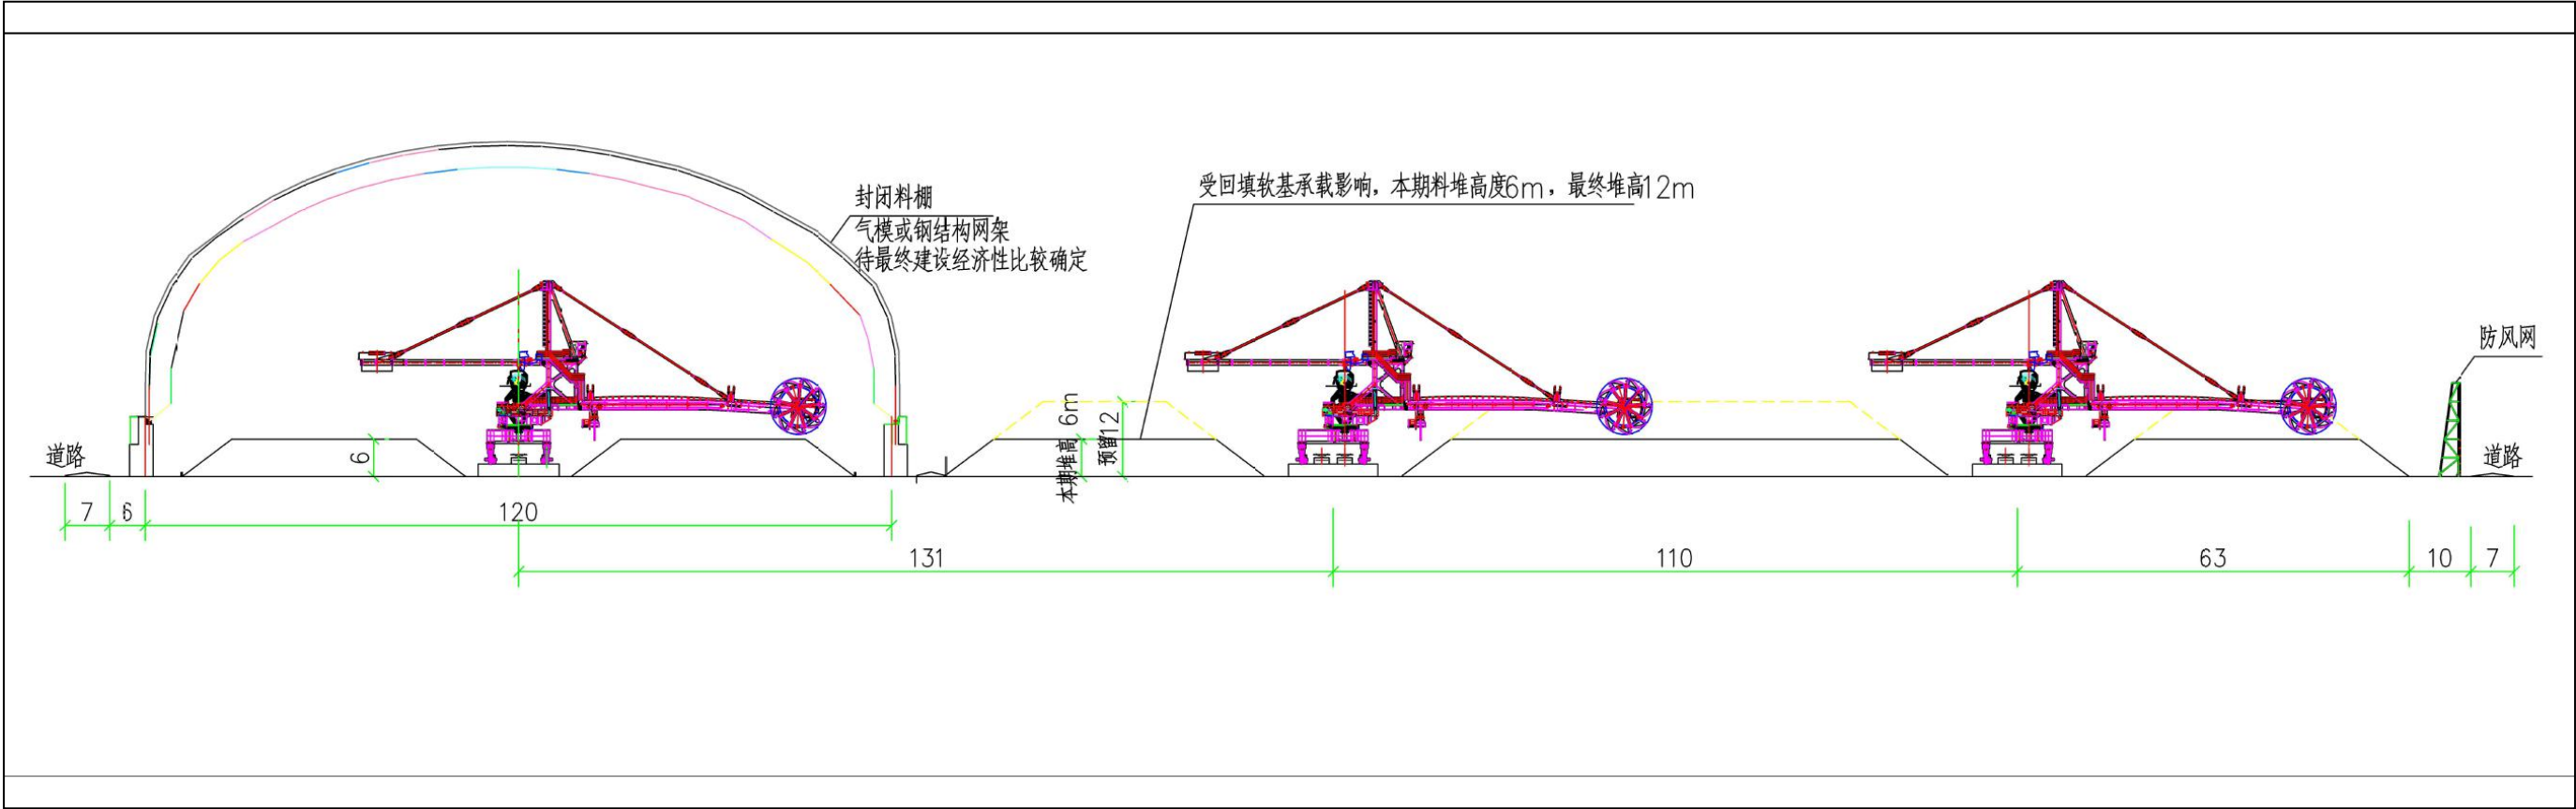 封闭料棚
气模或钢结构网架
待最终建设经济性比较确定
受回填软基承载影响，本期料堆高度6m，最终堆高12m
防风网
道路
6
本期堆高 6m
预留12
道路
7
6
120
131
110
63
10
7